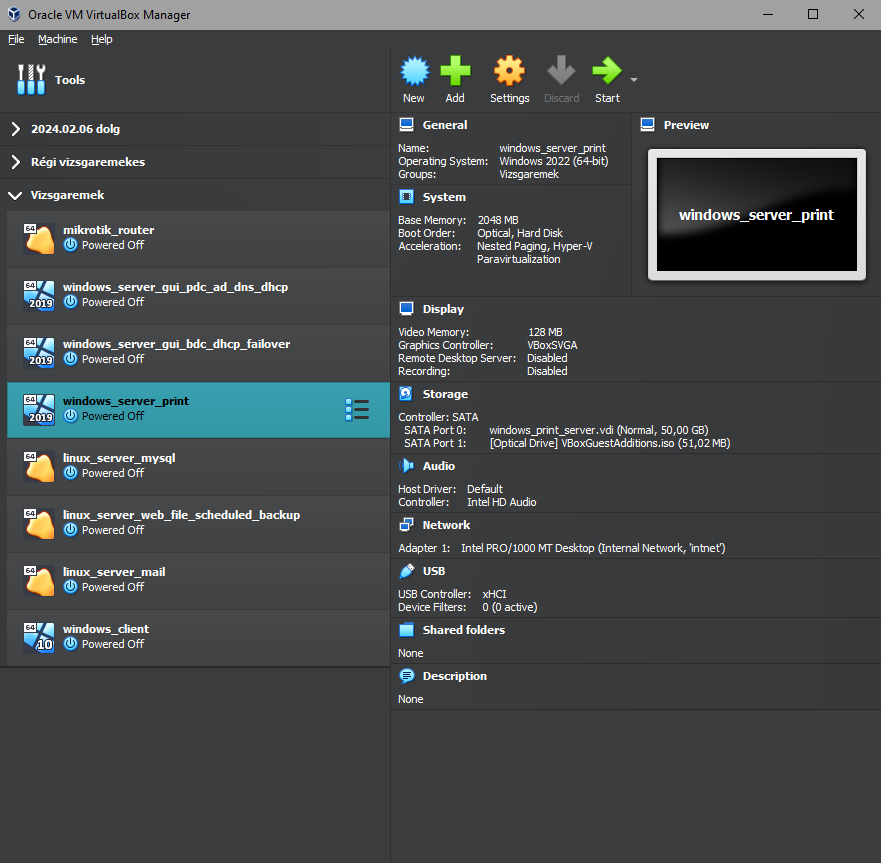 Oracle VM VirtualBox Manager
File Machine Help
Tools
2024.02.06 dolg
Régi vizsgaremekes
Vizsgaremek
64
mikrotik_router
Powered Off
64
2019
windows_server_gui_pdc_ad_dns_dhcp
Powered Off
64
2019
windows_server_gui_bdc_dhcp_failover
Powered Off
64
2019
windows_server_print
Powered Off
64
linux_server_mysql
Powered Off
64
linux_server_web_file_scheduled_backup
Powered Off
64
linux_server_mail
Powered Off
64
10
windows_client
Powered Off
New Add Settings Discard Start
General
Name: windows_server_print
Operating System: Windows 2022 (64-bit)
Groups: Vizsgaremek
Preview
windows_server_print
System
Base Memory: 2048 MB
Boot Order: Optical, Hard Disk
Acceleration: Nested Paging, Hyper-V
Paravirtualization
Display
Video Memory: 128 MB
Graphics Controller: VBoxSVGA
Remote Desktop Server: Disabled
Recording: Disabled
Storage
Controller: SATA
SATA Port 0: windows_print_server.vdi (Normal, 50,00 GB)
SATA Port 1: [Optical Drive] VBoxGuestAdditions.iso (51,02 MB)
Audio
Host Driver: Default
Controller: Intel HD Audio
Network
Adapter 1: Intel PRO/1000 MT Desktop (Internal Network, 'intnet')
USB
USB Controller: xHCI
Device Filters: 0 (0 active)
Shared folders
None
Description
None